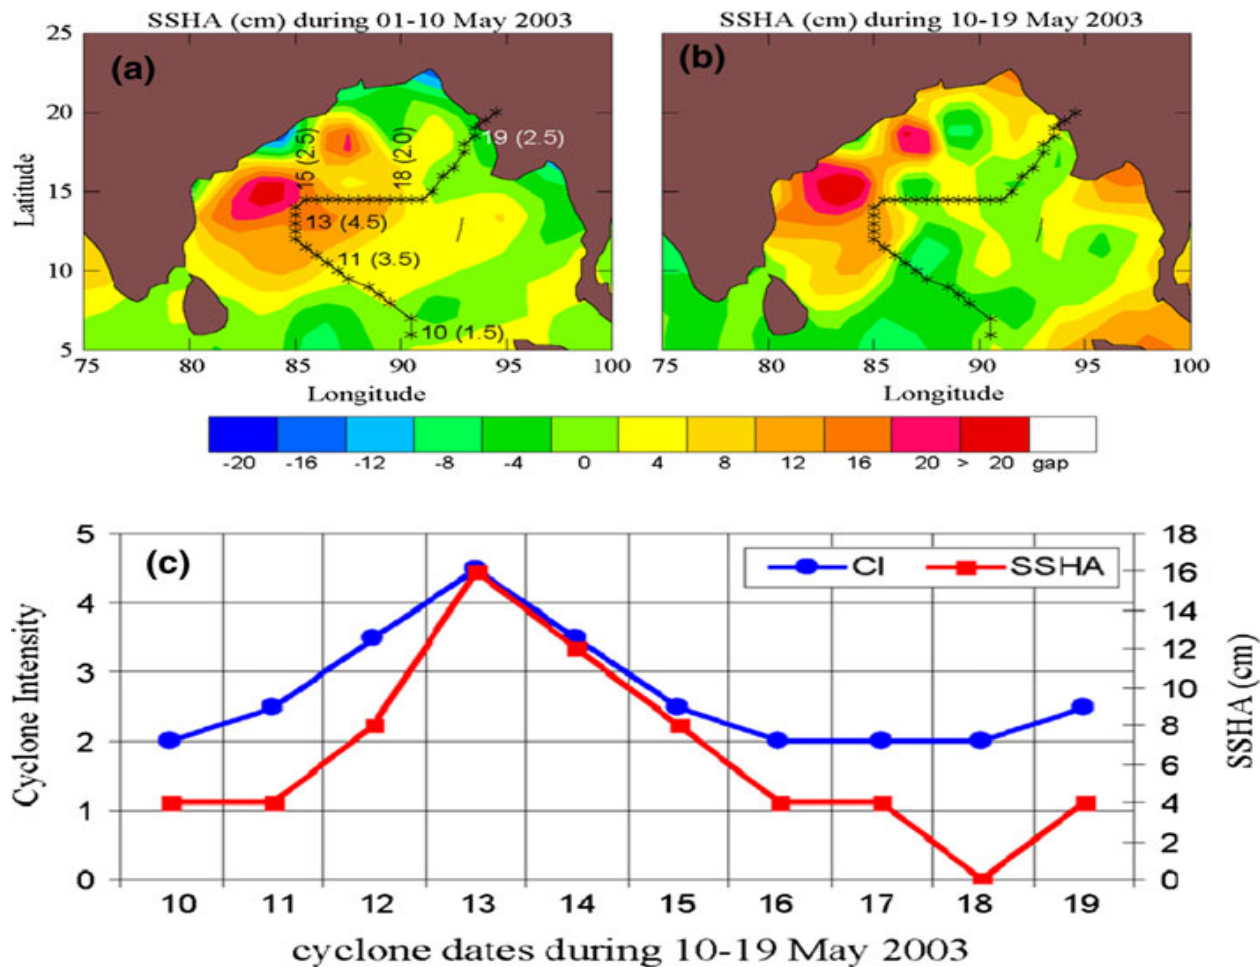 SSHA (cm) during 01-10 May 2003
SSHA (cm) during 10-19 May 2003
(a)
(b)
25
20
15
10
5
Latitude
15 (2.5)
18 (2.0)
19 (2.5)
13 (4.5)
11 (3.5)
10 (1.5)
75 80 85 90 95 100
75 80 85 90 95 100
Longitude
Longitude
-20 -16 -12 -8 -4 0 4 8 12 16 20 > 20 gap
(c)
CI SSHA
5
4
3
2
1
0
Cyclone Intensity
18
16
14
12
10
8
6
4
2
0
SSHA (cm)
10 11 12 13 14 15 16 17 18 19
cyclone dates during 10-19 May 2003